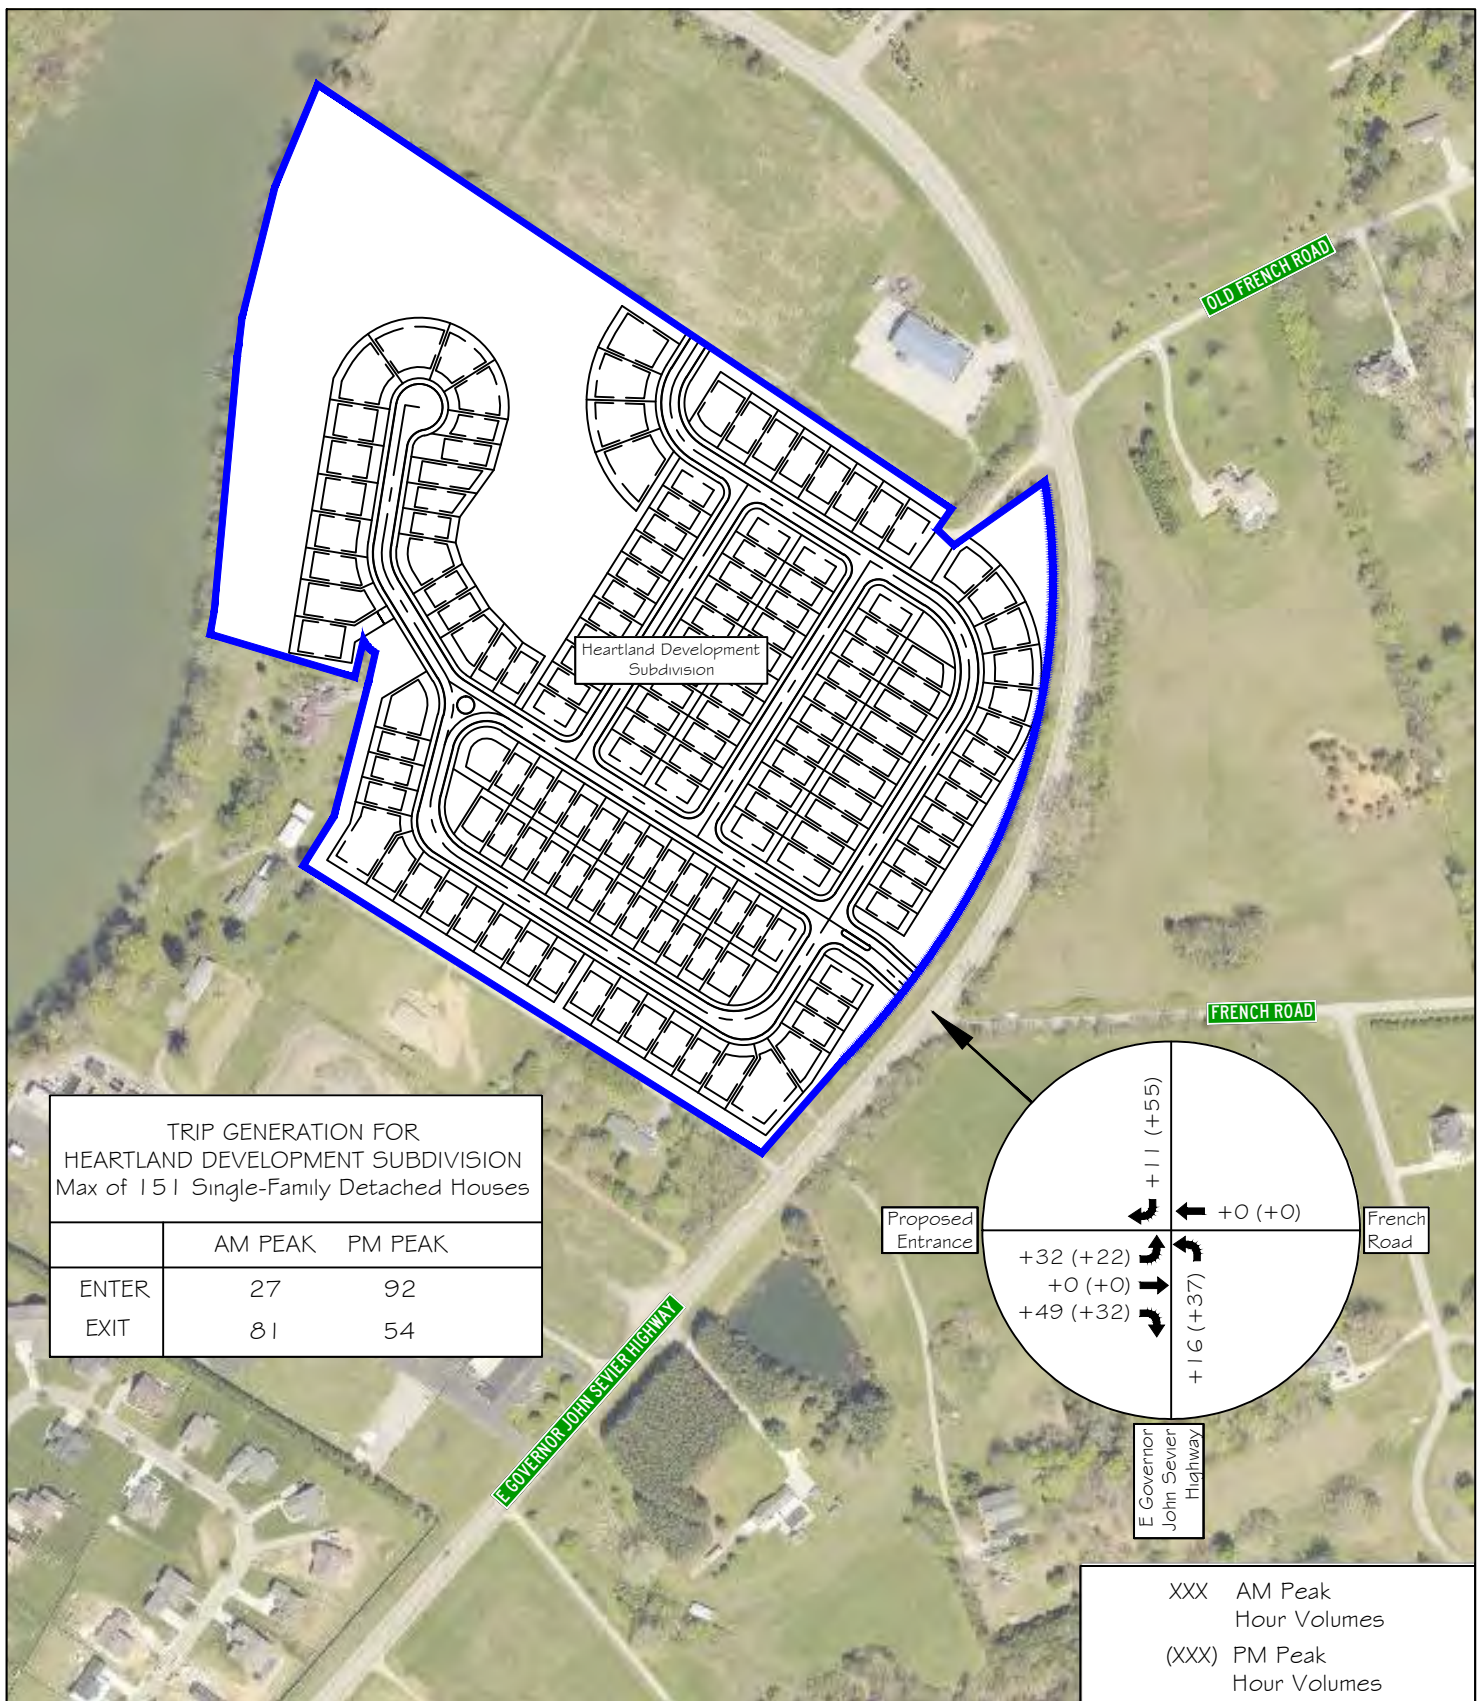 OLD FRENCH ROAD
Heartland Development
Subdivision
FRENCH ROAD
TRIP GENERATION FOR
HEARTLAND DEVELOPMENT SUBDIVISION
Max of 151 Single-Family Detached Houses
AM PEAK PM PEAK
ENTER 27 92
EXIT 81 54
+11 (+55)
+0 (+0)
Proposed
Entrance
French
Road
+32 (+22)
+0 (+0)
+49 (+32)
+16 (+37)
E GOVERNOR JOHN SEVIER HIGHWAY
E Governor
John Sevier
Highway
XXX AM Peak
Hour Volumes
(XXX) PM Peak
Hour Volumes